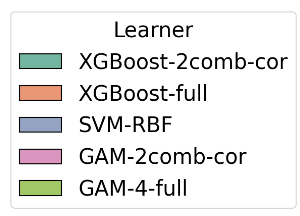 Learner
XGBoost-2comb-cor
XGBoost-full
SVM-RBF
GAM-2comb-cor
GAM-4-full